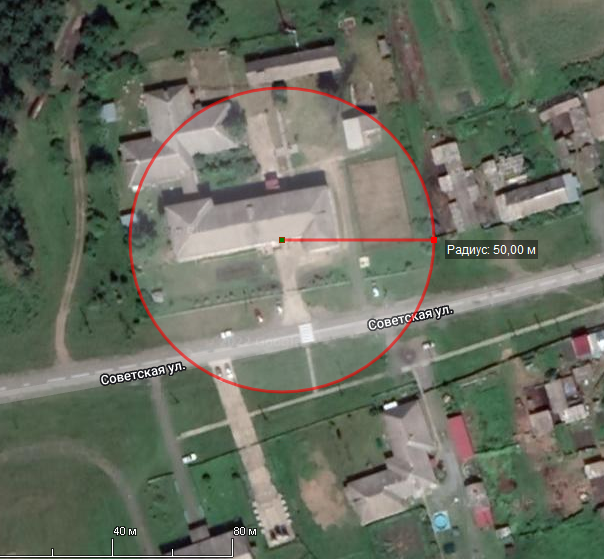 Радиус: 50,00 м
Советская ул.
Советская ул.
40 м
80 м